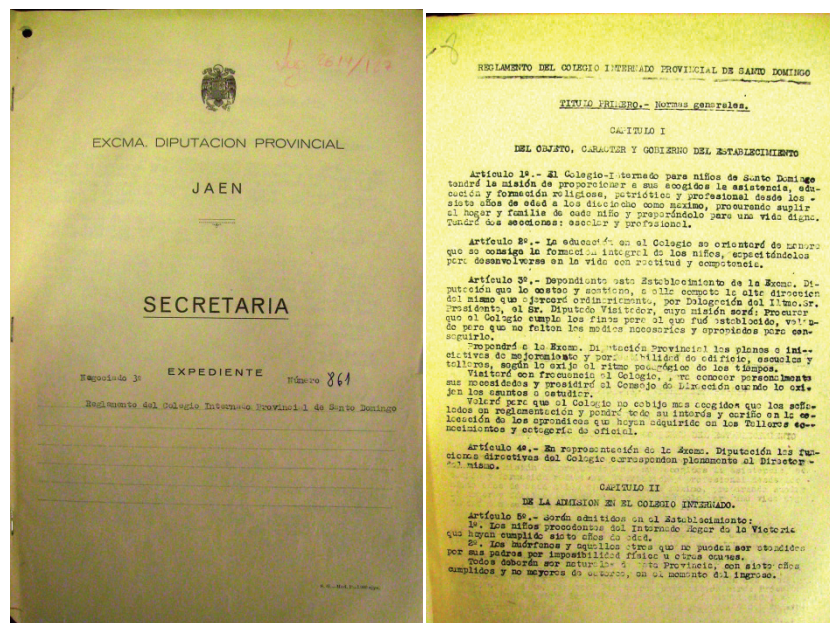 EXCMA. DIPUTACION PROVINCIAL
JAEN
SECRETARIA
EXPEDIENTE
Negociado 3º Número 861
Reglamento del Colegio Internado Provincial de Santo Domingo
8
REGLAMENTO DEL COLEGIO INTERNADO PROVINCIAL DE SANTO DOMINGO
TITULO PRIMERO.- Normas generales.
CAPITULO I
DEL OBJETO, CARACTER Y GOBIERNO DEL ESTABLECIMIENTO
Artículo 1º.- El Colegio-Internado para niños de Santo Domingo
tendrá la misión de proporcionar a sus acogidos la asistencia, edu-
cación y formación religiosa, patriótica y profesional desde los -
siete años de edad a los dieciocho como máximo, procurando suplir
el hogar y familia de cada niño y preparándolo para una vida digna.
Tendrá dos secciones: escolar y profesional.
Artículo 2º.- La educación en el Colegio se orientará de manera
que se consiga la formación integral de los niños, capacitándolos
para desenvolverse en la vida con rectitud y competencia.
Artículo 3º.- Dependiente este Establecimiento de la Excma. Di-
putación que lo costea y sostiene, a ella compete la alta dirección
del mismo que ejercerá ordinariamente, por Delegación del Iltmo.Sr.
Presidente, el Sr. Diputado Visitador, cuya misión será: Procurar
que el Colegio cumpla los fines para el que fué establecido, velan-
do para que no falten los medios necesarios y apropiados para con-
seguirlo.
Propondrá a la Excma. Diputación Provincial los planes o ini--
ciativas de mejoramiento y de edificio, escuelas y
talleres, según lo exija el ritmo pedagógico de los tiempos.
Visitará con frecuencia el Colegio, para conocer personalmente
sus necesidades y presidirá el Consejo de Dirección cuando lo exi-
jan los asuntos a estudiar.
Velará para que el Colegio no cobije mas acogidos que los seña-
lados en reglamentación y pondrá todo su interés y cariño en la co-
locación de los aprendices que hayan adquirido en los Talleres co--
nocimientos y categoría de oficial.
Artículo 4º.- En representación de la Excma. Diputación las fun-
ciones directivas del Colegio corresponden plenamente al Director -
del mismo.
CAPITULO II
DE LA ADMISION EN EL COLEGIO INTERNADO.
Artículo 5º.- Serán admitidos en el Establecimiento:
1º. Los niños procedentes del Internado Hogar de la Victoria
que hayan cumplido siete años de edad.
2º. Los huérfanos y aquellos otros que no puedan ser atendidos
por sus padres por imposibilidad física u otras causas.
Todos deberán ser naturales de esta Provincia, con siete años
cumplidos y no mayores de catorce, en el momento del ingreso.